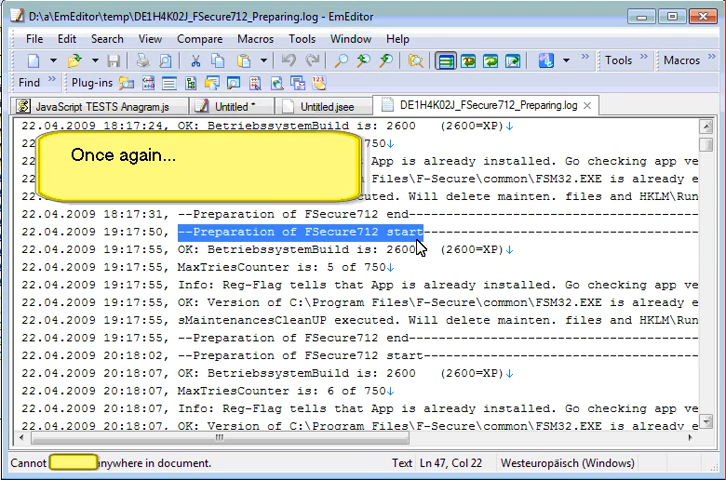 D:\a\EmEditor\temp\DE1H4K02J_FSecure712_Preparing.log - EmEditor
File Edit Search View Compare Macros Tools Window Help
Tools » Macros »
Find » Plug-ins
JavaScript TESTS Anagram.js Untitled * Untitled.jsee DE1H4K02J_FSecure712_Preparing.log
22.04.2009 18:17:24, OK: BetriebssystemBuild is: 2600 (2600=XP)↓
22.04 750↓
Once again...
App is already installed. Go checking app ve
Files\F-Secure\common\FSM32.EXE is already e
cuted. Will delete mainten. files and HKLM\Run
22.04.2009 18:17:31, --Preparation of FSecure712 end------------------------------
22.04.2009 19:17:50, --Preparation of FSecure712 start----------------------------
22.04.2009 19:17:55, OK: BetriebssystemBuild is: 2600 (2600=XP)↓
22.04.2009 19:17:55, MaxTriesCounter is: 5 of 750↓
22.04.2009 19:17:55, Info: Reg-Flag tells that App is already installed. Go checking app ve
22.04.2009 19:17:55, OK: Version of C:\Program Files\F-Secure\common\FSM32.EXE is already e
22.04.2009 19:17:55, sMaintenancesCleanUP executed. Will delete mainten. files and HKLM\Run
22.04.2009 19:17:55, --Preparation of FSecure712 end------------------------------
22.04.2009 20:18:02, --Preparation of FSecure712 start----------------------------
22.04.2009 20:18:07, OK: BetriebssystemBuild is: 2600 (2600=XP)↓
22.04.2009 20:18:07, MaxTriesCounter is: 6 of 750↓
22.04.2009 20:18:07, Info: Reg-Flag tells that App is already installed. Go checking app ve
22.04.2009 20:18:07, OK: Version of C:\Program Files\F-Secure\common\FSM32.EXE is already e
Cannot nywhere in document. Text Ln 47, Col 22 Westeuropäisch (Windows)